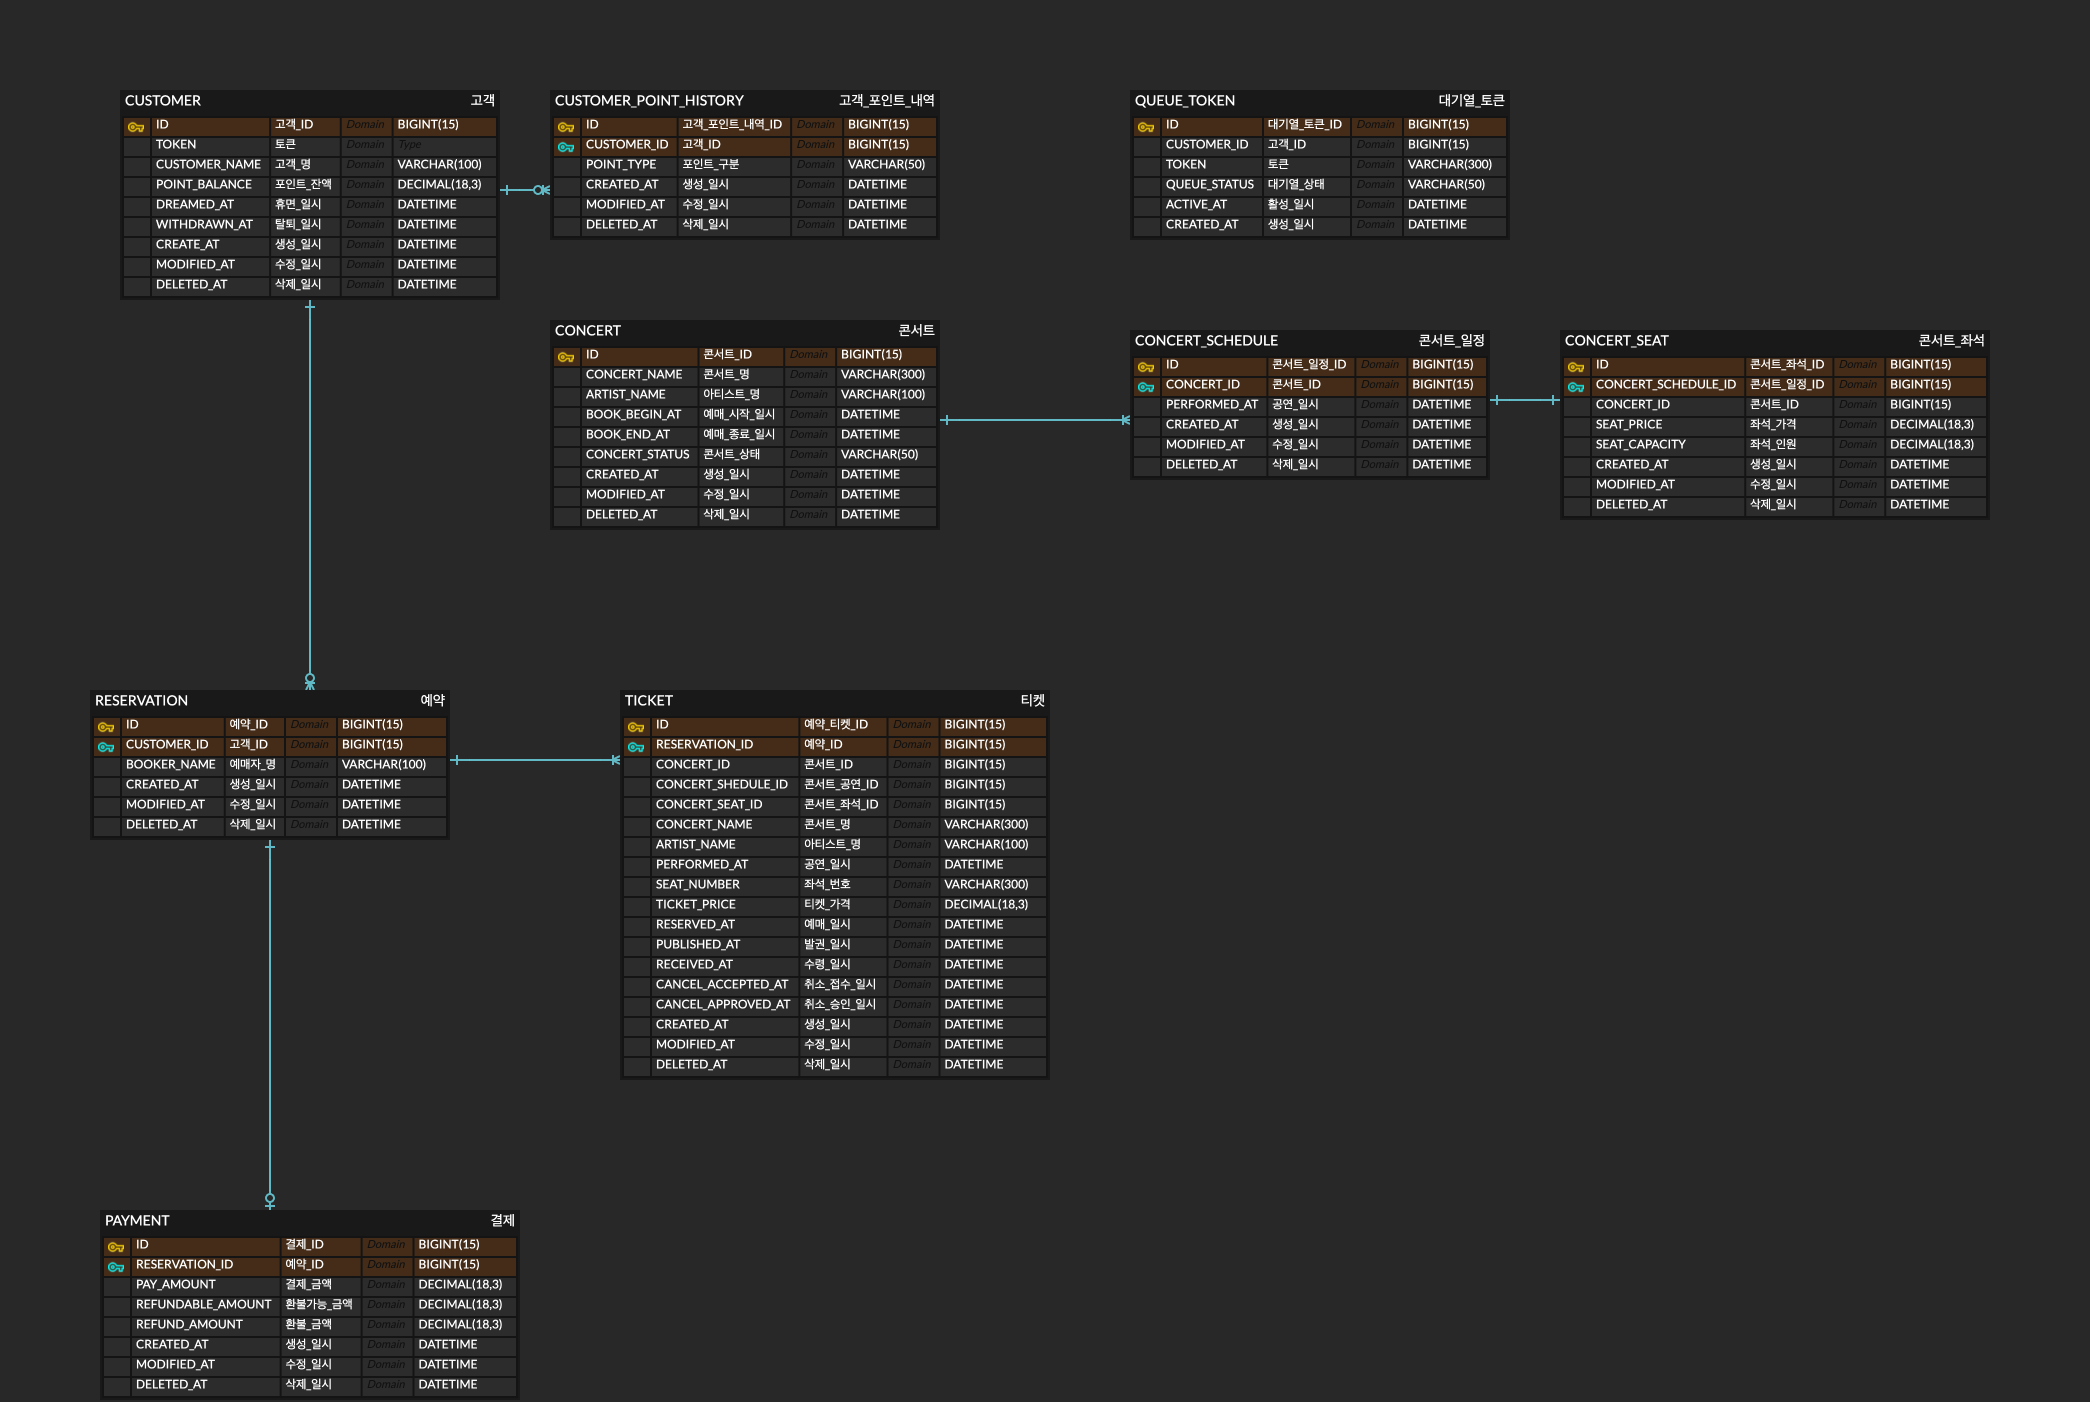 CUSTOMER 고객
ID 고객_ID Domain BIGINT(15)
TOKEN 토큰 Domain Type
CUSTOMER_NAME 고객_명 Domain VARCHAR(100)
POINT_BALANCE 포인트_잔액 Domain DECIMAL(18,3)
DREAMED_AT 휴면_일시 Domain DATETIME
WITHDRAWN_AT 탈퇴_일시 Domain DATETIME
CREATE_AT 생성_일시 Domain DATETIME
MODIFIED_AT 수정_일시 Domain DATETIME
DELETED_AT 삭제_일시 Domain DATETIME
CUSTOMER_POINT_HISTORY 고객_포인트_내역
ID 고객_포인트_내역_ID Domain BIGINT(15)
CUSTOMER_ID 고객_ID Domain BIGINT(15)
POINT_TYPE 포인트_구분 Domain VARCHAR(50)
CREATED_AT 생성_일시 Domain DATETIME
MODIFIED_AT 수정_일시 Domain DATETIME
DELETED_AT 삭제_일시 Domain DATETIME
QUEUE_TOKEN 대기열_토큰
ID 대기열_토큰_ID Domain BIGINT(15)
CUSTOMER_ID 고객_ID Domain BIGINT(15)
TOKEN 토큰 Domain VARCHAR(300)
QUEUE_STATUS 대기열_상태 Domain VARCHAR(50)
ACTIVE_AT 활성_일시 Domain DATETIME
CREATED_AT 생성_일시 Domain DATETIME
CONCERT 콘서트
ID 콘서트_ID Domain BIGINT(15)
CONCERT_NAME 콘서트_명 Domain VARCHAR(300)
ARTIST_NAME 아티스트_명 Domain VARCHAR(100)
BOOK_BEGIN_AT 예매_시작_일시 Domain DATETIME
BOOK_END_AT 예매_종료_일시 Domain DATETIME
CONCERT_STATUS 콘서트_상태 Domain VARCHAR(50)
CREATED_AT 생성_일시 Domain DATETIME
MODIFIED_AT 수정_일시 Domain DATETIME
DELETED_AT 삭제_일시 Domain DATETIME
CONCERT_SCHEDULE 콘서트_일정
ID 콘서트_일정_ID Domain BIGINT(15)
CONCERT_ID 콘서트_ID Domain BIGINT(15)
PERFORMED_AT 공연_일시 Domain DATETIME
CREATED_AT 생성_일시 Domain DATETIME
MODIFIED_AT 수정_일시 Domain DATETIME
DELETED_AT 삭제_일시 Domain DATETIME
CONCERT_SEAT 콘서트_좌석
ID 콘서트_좌석_ID Domain BIGINT(15)
CONCERT_SCHEDULE_ID 콘서트_일정_ID Domain BIGINT(15)
CONCERT_ID 콘서트_ID Domain BIGINT(15)
SEAT_PRICE 좌석_가격 Domain DECIMAL(18,3)
SEAT_CAPACITY 좌석_인원 Domain DECIMAL(18,3)
CREATED_AT 생성_일시 Domain DATETIME
MODIFIED_AT 수정_일시 Domain DATETIME
DELETED_AT 삭제_일시 Domain DATETIME
RESERVATION 예약
ID 예약_ID Domain BIGINT(15)
CUSTOMER_ID 고객_ID Domain BIGINT(15)
BOOKER_NAME 예매자_명 Domain VARCHAR(100)
CREATED_AT 생성_일시 Domain DATETIME
MODIFIED_AT 수정_일시 Domain DATETIME
DELETED_AT 삭제_일시 Domain DATETIME
TICKET 티켓
ID 예약_티켓_ID Domain BIGINT(15)
RESERVATION_ID 예약_ID Domain BIGINT(15)
CONCERT_ID 콘서트_ID Domain BIGINT(15)
CONCERT_SHEDULE_ID 콘서트_공연_ID Domain BIGINT(15)
CONCERT_SEAT_ID 콘서트_좌석_ID Domain BIGINT(15)
CONCERT_NAME 콘서트_명 Domain VARCHAR(300)
ARTIST_NAME 아티스트_명 Domain VARCHAR(100)
PERFORMED_AT 공연_일시 Domain DATETIME
SEAT_NUMBER 좌석_번호 Domain VARCHAR(300)
TICKET_PRICE 티켓_가격 Domain DECIMAL(18,3)
RESERVED_AT 예매_일시 Domain DATETIME
PUBLISHED_AT 발권_일시 Domain DATETIME
RECEIVED_AT 수령_일시 Domain DATETIME
CANCEL_ACCEPTED_AT 취소_접수_일시 Domain DATETIME
CANCEL_APPROVED_AT 취소_승인_일시 Domain DATETIME
CREATED_AT 생성_일시 Domain DATETIME
MODIFIED_AT 수정_일시 Domain DATETIME
DELETED_AT 삭제_일시 Domain DATETIME
PAYMENT 결제
ID 결제_ID Domain BIGINT(15)
RESERVATION_ID 예약_ID Domain BIGINT(15)
PAY_AMOUNT 결제_금액 Domain DECIMAL(18,3)
REFUNDABLE_AMOUNT 환불가능_금액 Domain DECIMAL(18,3)
REFUND_AMOUNT 환불_금액 Domain DECIMAL(18,3)
CREATED_AT 생성_일시 Domain DATETIME
MODIFIED_AT 수정_일시 Domain DATETIME
DELETED_AT 삭제_일시 Domain DATETIME